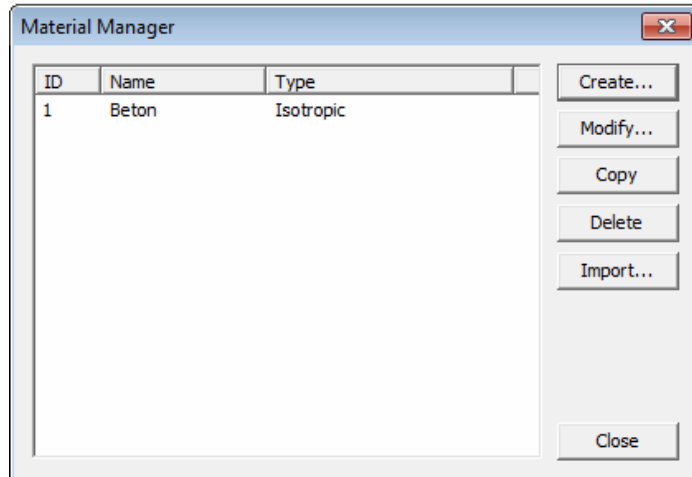 Material Manager
ID Name Type
1 Beton Isotropic
Create...
Modify...
Copy
Delete
Import...
Close